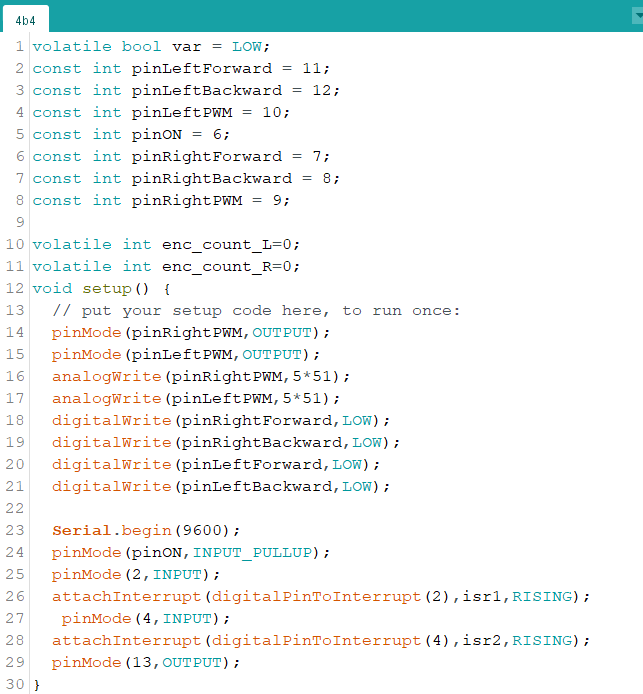 4b4
1 volatile bool var = LOW;
2 const int pinLeftForward = 11;
3 const int pinLeftBackward = 12;
4 const int pinLeftPWM = 10;
5 const int pinON = 6;
6 const int pinRightForward = 7;
7 const int pinRightBackward = 8;
8 const int pinRightPWM = 9;
9
10 volatile int enc_count_L=0;
11 volatile int enc_count_R=0;
12 void setup() {
13   // put your setup code here, to run once:
14   pinMode(pinRightPWM,OUTPUT);
15   pinMode(pinLeftPWM,OUTPUT);
16   analogWrite(pinRightPWM,5*51);
17   analogWrite(pinLeftPWM,5*51);
18   digitalWrite(pinRightForward,LOW);
19   digitalWrite(pinRightBackward,LOW);
20   digitalWrite(pinLeftForward,LOW);
21   digitalWrite(pinLeftBackward,LOW);
22
23   Serial.begin(9600);
24   pinMode(pinON,INPUT_PULLUP);
25   pinMode(2,INPUT);
26   attachInterrupt(digitalPinToInterrupt(2),isr1,RISING);
27    pinMode(4,INPUT);
28   attachInterrupt(digitalPinToInterrupt(4),isr2,RISING);
29   pinMode(13,OUTPUT);
30 }